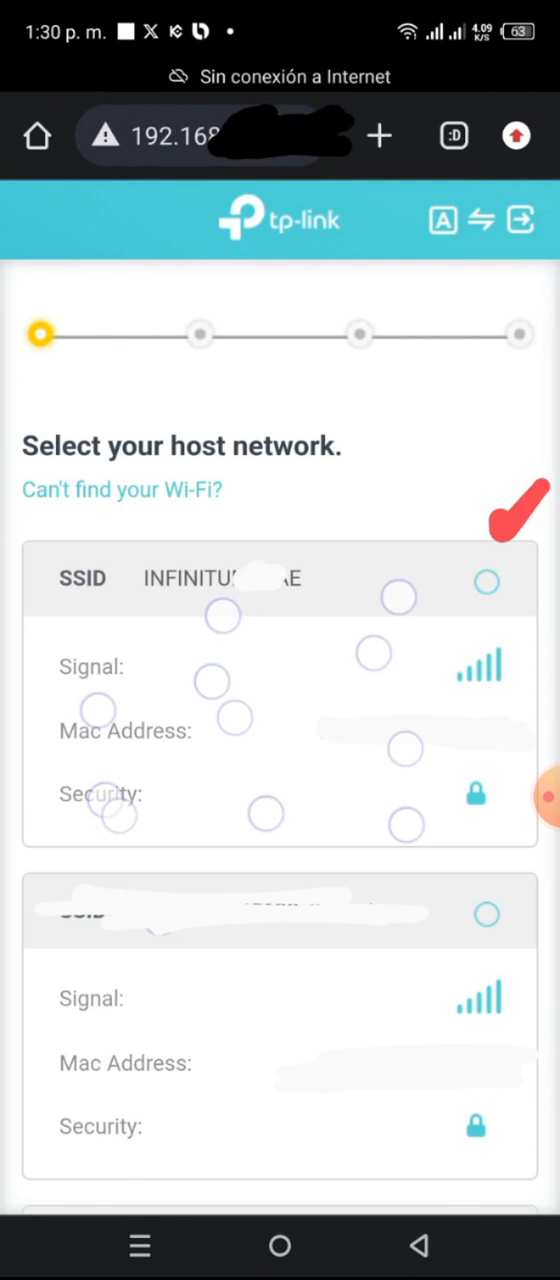 1:30 p. m.
4.09
K/S
63
Sin conexión a Internet
192.168
:D
tp-link
A
Select your host network.
Can't find your Wi-Fi?
SSID
Signal:
Mac Address:
Security:
Signal:
Mac Address:
Security: